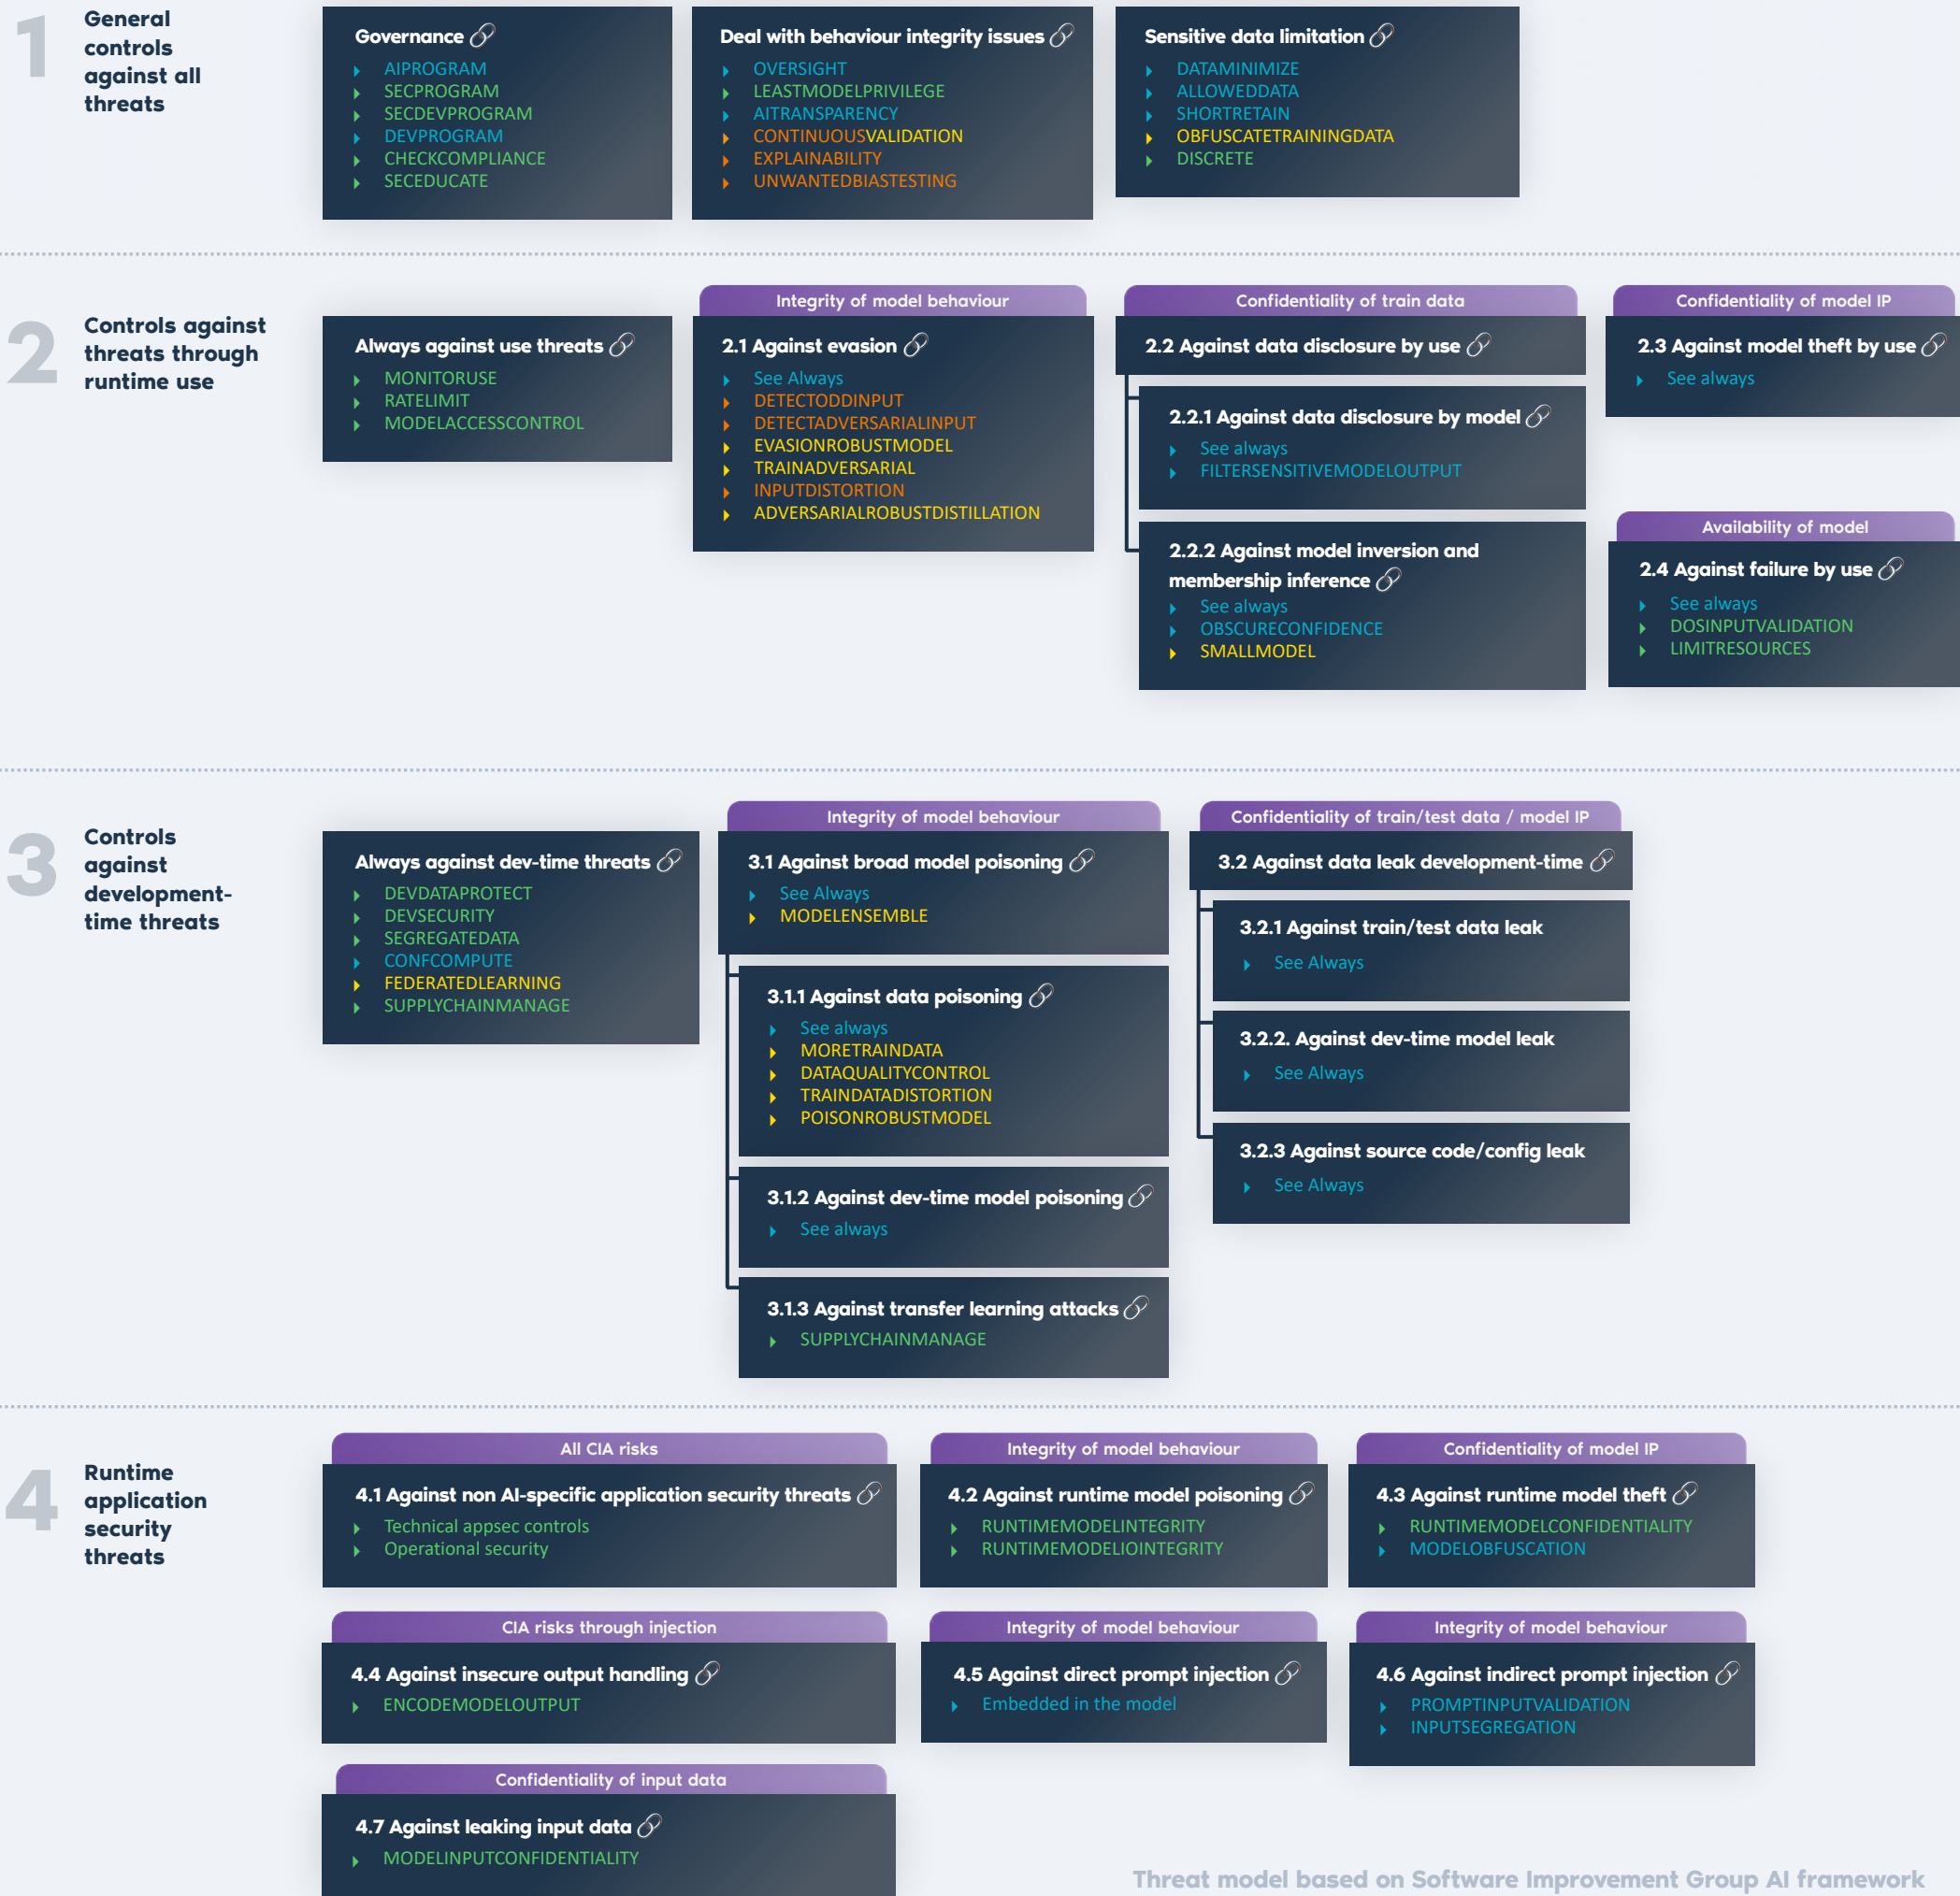 1
General
controls
against all
threats
Governance
AIPROGRAM
SECPROGRAM
SECDEVPROGRAM
DEVPROGRAM
CHECKCOMPLIANCE
SECEDUCATE
Deal with behaviour integrity issues
OVERSIGHT
LEASTMODELPRIVILEGE
AITRANSPARENCY
CONTINUOUSVALIDATION
EXPLAINABILITY
UNWANTEDBIASTESTING
Sensitive data limitation
DATAMINIMIZE
ALLOWEDDATA
SHORTRETAIN
OBFUSCATETRAININGDATA
DISCRETE
2
Controls against
threats through
runtime use
Always against use threats
MONITORUSE
RATELIMIT
MODELACCESSCONTROL
Integrity of model behaviour
2.1 Against evasion
See Always
DETECTODDINPUT
DETECTADVERSARIALINPUT
EVASIONROBUSTMODEL
TRAINADVERSARIAL
INPUTDISTORTION
ADVERSARIALROBUSTDISTILLATION
Confidentiality of train data
2.2 Against data disclosure by use
2.2.1 Against data disclosure by model
See always
FILTERSENSITIVEMODELOUTPUT
2.2.2 Against model inversion and
membership inference
See always
OBSCURECONFIDENCE
SMALLMODEL
Confidentiality of model IP
2.3 Against model theft by use
See always
Availability of model
2.4 Against failure by use
See always
DOSINPUTVALIDATION
LIMITRESOURCES
3
Controls
against
development-
time threats
Always against dev-time threats
DEVDATAPROTECT
DEVSECURITY
SEGREGATEDATA
CONFCOMPUTE
FEDERATEDLEARNING
SUPPLYCHAINMANAGE
Integrity of model behaviour
3.1 Against broad model poisoning
See Always
MODELENSEMBLE
3.1.1 Against data poisoning
See always
MORETRAINDATA
DATAQUALITYCONTROL
TRAINDATADISTORTION
POISONROBUSTMODEL
3.1.2 Against dev-time model poisoning
See always
3.1.3 Against transfer learning attacks
SUPPLYCHAINMANAGE
Confidentiality of train/test data / model IP
3.2 Against data leak development-time
3.2.1 Against train/test data leak
See Always
3.2.2. Against dev-time model leak
See Always
3.2.3 Against source code/config leak
See Always
4
Runtime
application
security
threats
All CIA risks
4.1 Against non AI-specific application security threats
Technical appsec controls
Operational security
Integrity of model behaviour
4.2 Against runtime model poisoning
RUNTIMEMODELINTEGRITY
RUNTIMEMODELIOINTEGRITY
Confidentiality of model IP
4.3 Against runtime model theft
RUNTIMEMODELCONFIDENTIALITY
MODELOBFUSCATION
CIA risks through injection
4.4 Against insecure output handling
ENCODEMODELOUTPUT
Integrity of model behaviour
4.5 Against direct prompt injection
Embedded in the model
Integrity of model behaviour
4.6 Against indirect prompt injection
PROMPTINPUTVALIDATION
INPUTSEGREGATION
Confidentiality of input data
4.7 Against leaking input data
MODELINPUTCONFIDENTIALITY
Threat model based on Software Improvement Group AI framework